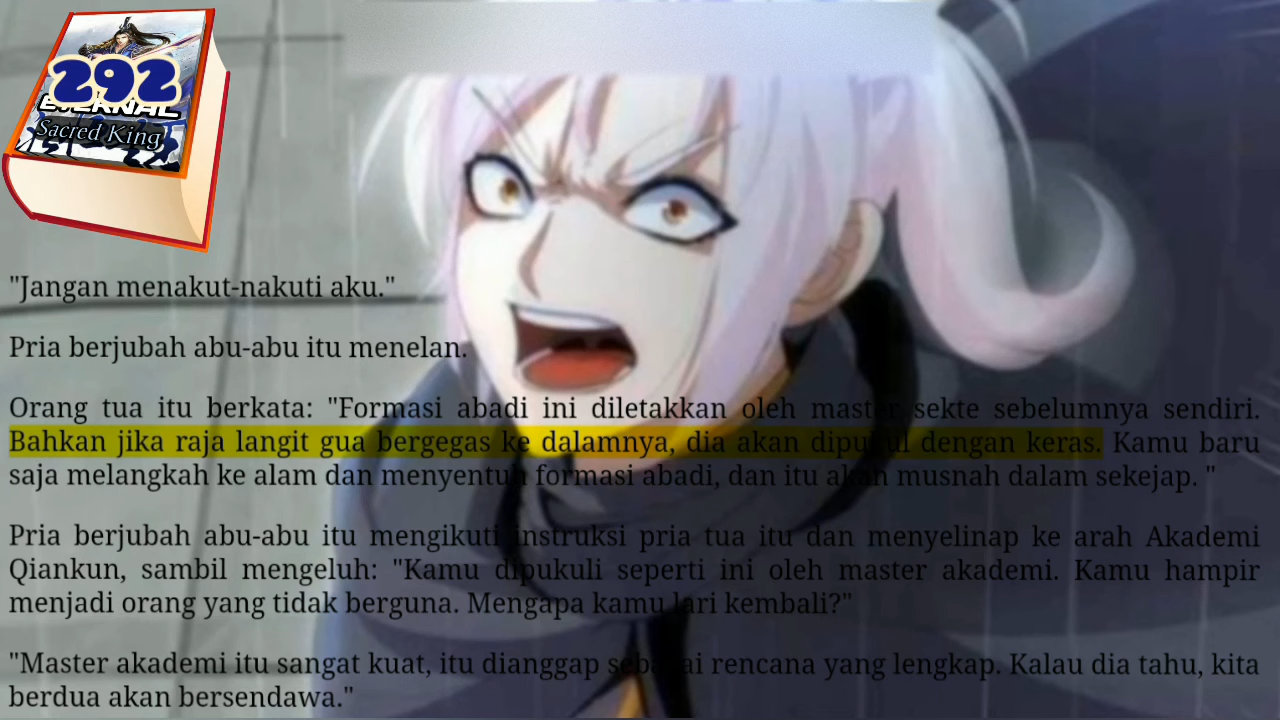 292
ETERNAL
Sacred King
"Jangan menakut-nakuti aku."
Pria berjubah abu-abu itu menelan.
Orang tua itu berkata: "Formasi abadi ini diletakkan oleh master sekte sebelumnya sendiri.
Bahkan jika raja langit gua bergegas ke dalamnya, dia akan dipukul dengan keras. Kamu baru
saja melangkah ke alam dan menyentuh formasi abadi, dan itu akan musnah dalam sekejap. "
Pria berjubah abu-abu itu mengikuti instruksi pria tua itu dan menyelinap ke arah Akademi
Qiankun, sambil mengeluh: "Kamu dipukuli seperti ini oleh master akademi. Kamu hampir
menjadi orang yang tidak berguna. Mengapa kamu lari kembali?"
"Master akademi itu sangat kuat, itu dianggap sebagai rencana yang lengkap. Kalau dia tahu, kita
berdua akan bersendawa."